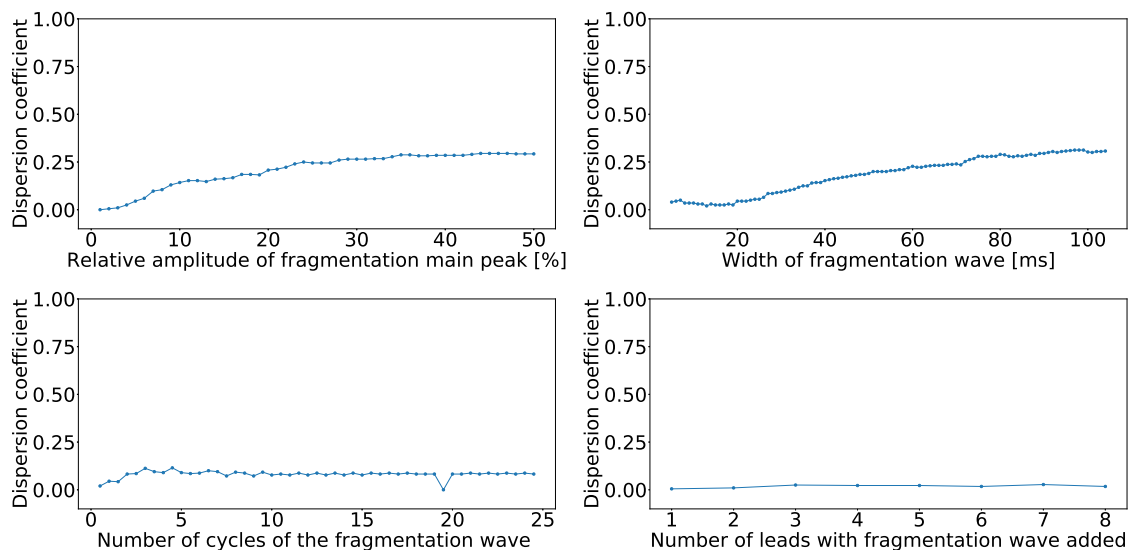 1.00
0.75
0.50
0.25
0.00
Dispersion coefficient
0 10 20 30 40 50
Relative amplitude of fragmentation main peak [%]
1.00
0.75
0.50
0.25
0.00
Dispersion coefficient
20 40 60 80 100
Width of fragmentation wave [ms]
1.00
0.75
0.50
0.25
0.00
Dispersion coefficient
0 5 10 15 20 25
Number of cycles of the fragmentation wave
1.00
0.75
0.50
0.25
0.00
Dispersion coefficient
1 2 3 4 5 6 7 8
Number of leads with fragmentation wave added